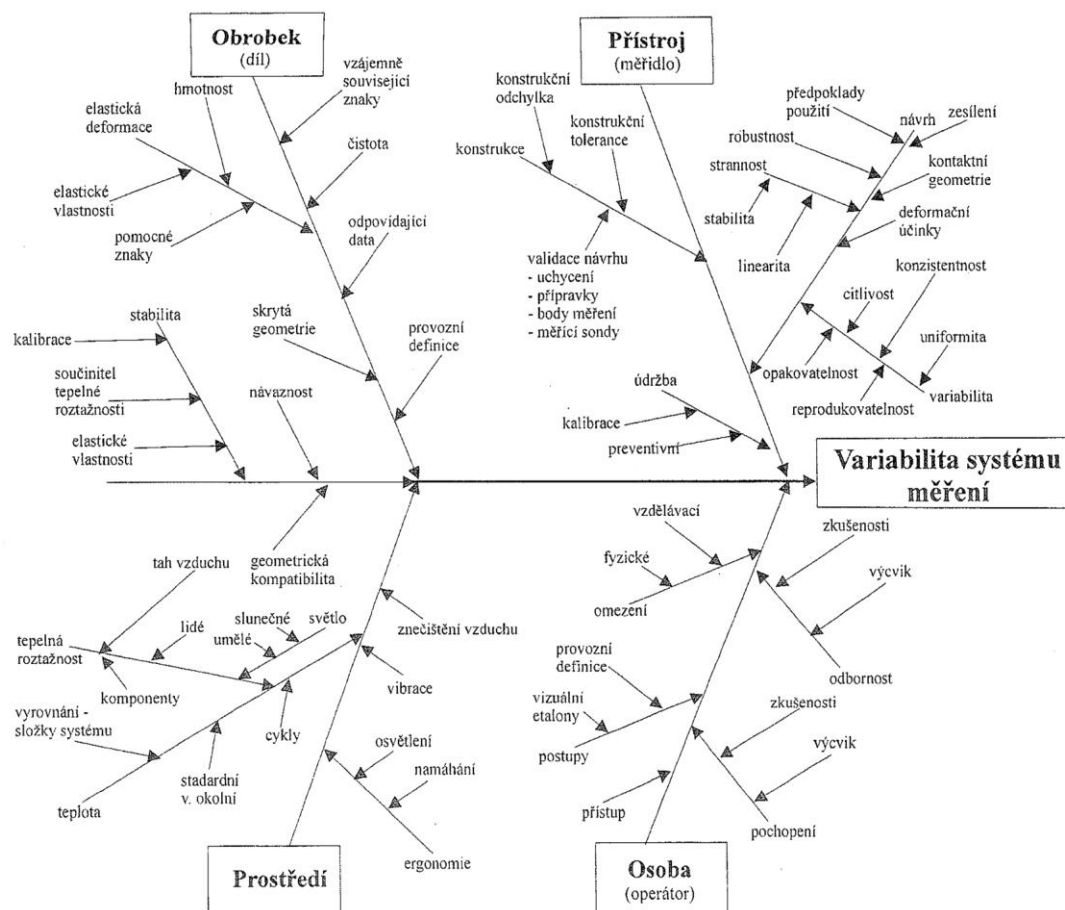 Obrobek
(díl)
vzájemně
související
znaky
hmotnost
elastická
deformace
čistota
elastické
vlastnosti
pomocné
znaky
odpovídající
data
skrytá
geometrie
provozní
definice
stabilita
kalibrace
součinitel
tepelné
roztažnosti
elastické
vlastnosti
návaznost
geometrická
kompatibilita
Přístroj
(měřidlo)
konstrukční
odchylka
konstrukční
tolerance
konstrukce
validace návrhu
- uchycení
- přípravky
- body měření
- měřící sondy
předpoklady
použití
návrh
zesílení
robustnost
kontaktní
geometrie
strannost
stabilita
linearita
deformační
účinky
konzistentnost
citlivost
uniformita
opakovatelnost
reprodukovatelnost
variabilita
údržba
kalibrace
preventivní
Variabilita systému
měření
tah vzduchu
lidé
slunečné
světlo
umělé
tepelná
roztažnost
komponenty
vyrovnání -
složky systému
cykly
stadardní
v. okolní
teplota
znečištění vzduchu
vibrace
osvětlení
namáhání
ergonomie
Prostředí
vzdělávací
zkušenosti
fyzické
výcvik
omezení
odbornost
provozní
definice
vizuální
etalony
postupy
zkušenosti
výcvik
přístup
pochopení
Osoba
(operátor)